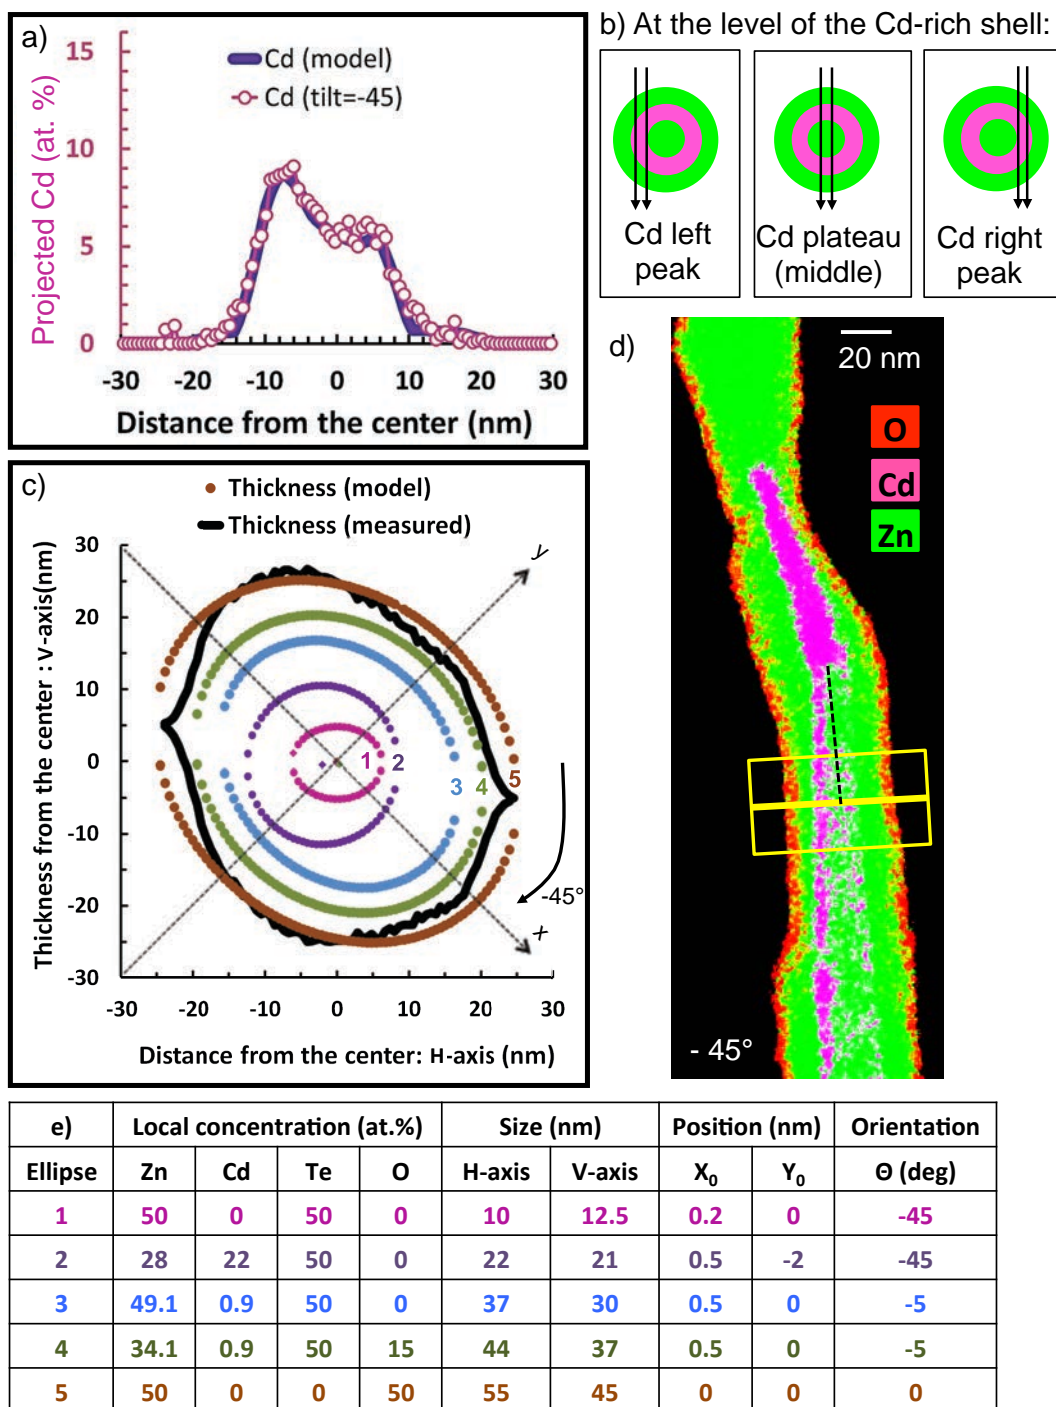 a)
15
10
5
0
Projected Cd (at. %)
Cd (model)
Cd (tilt=-45)
-30 -20 -10 0 10 20 30
Distance from the center (nm)
b) At the level of the Cd-rich shell:
Cd left
peak
Cd plateau
(middle)
Cd right
peak
c)
Thickness (model)
Thickness (measured)
30
20
10
0
-10
-20
-30
Thickness from the center : V-axis(nm)
y
x
1 2 3 4 5
-45°
-30 -20 -10 0 10 20 30
Distance from the center: H-axis (nm)
d)
20 nm
O
Cd
Zn
- 45°
e) Local concentration (at.%) Size (nm) Position (nm) Orientation
Ellipse Zn Cd Te O H-axis V-axis X₀ Y₀ Θ (deg)
1 50 0 50 0 10 12.5 0.2 0 -45
2 28 22 50 0 22 21 0.5 -2 -45
3 49.1 0.9 50 0 37 30 0.5 0 -5
4 34.1 0.9 50 15 44 37 0.5 0 -5
5 50 0 0 50 55 45 0 0 0